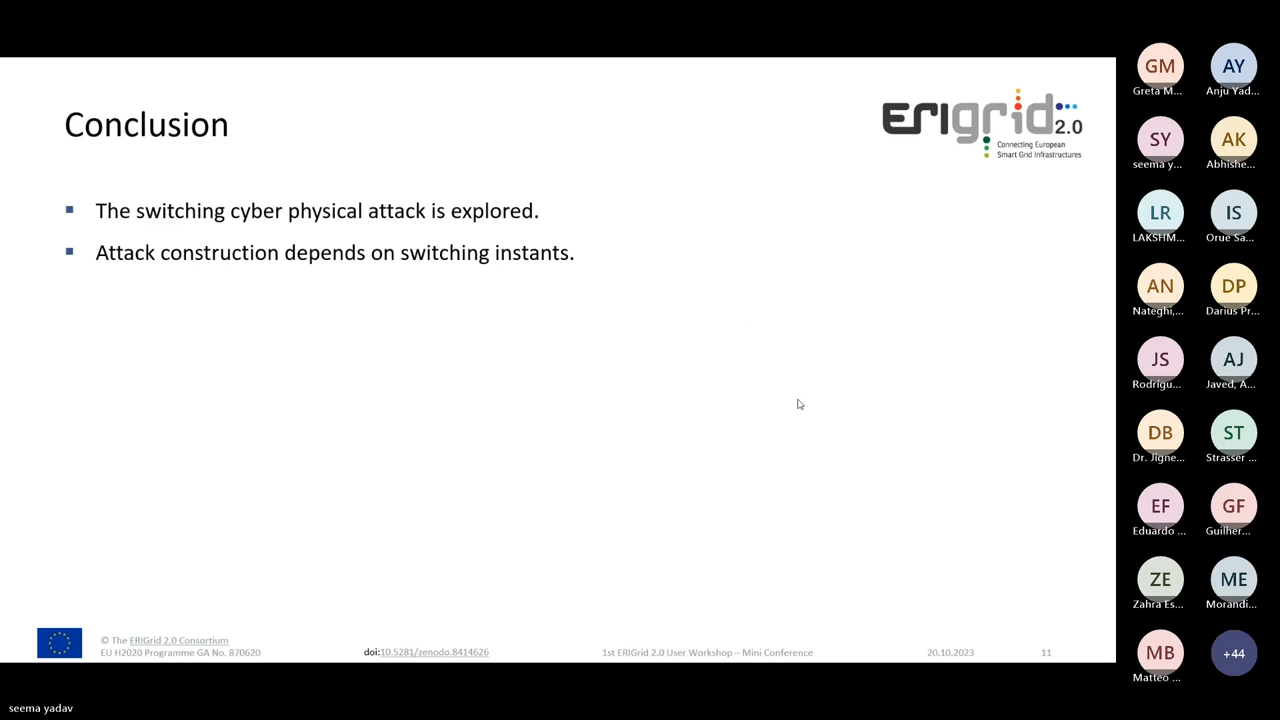 Conclusion
ERIgrid 2.0
Connecting European
Smart Grid Infrastructures
The switching cyber physical attack is explored.
Attack construction depends on switching instants.
© The ERIGrid 2.0 Consortium
EU H2020 Programme GA No. 870620
doi:10.5281/zenodo.8414626
1st ERIGrid 2.0 User Workshop – Mini Conference
20.10.2023
11
seema yadav
GM
Greta M...
AY
Anju Yad...
SY
seema y...
AK
Abhishe...
LR
LAKSHM...
IS
Orue Sa...
AN
Nateghi,...
DP
Darius Pr...
JS
Rodrigu...
AJ
Javed, A...
DB
Dr. Jigne...
ST
Strasser ...
EF
Eduardo ...
GF
Guilher...
ZE
Zahra Es...
ME
Morandi...
MB
Matteo ...
+44